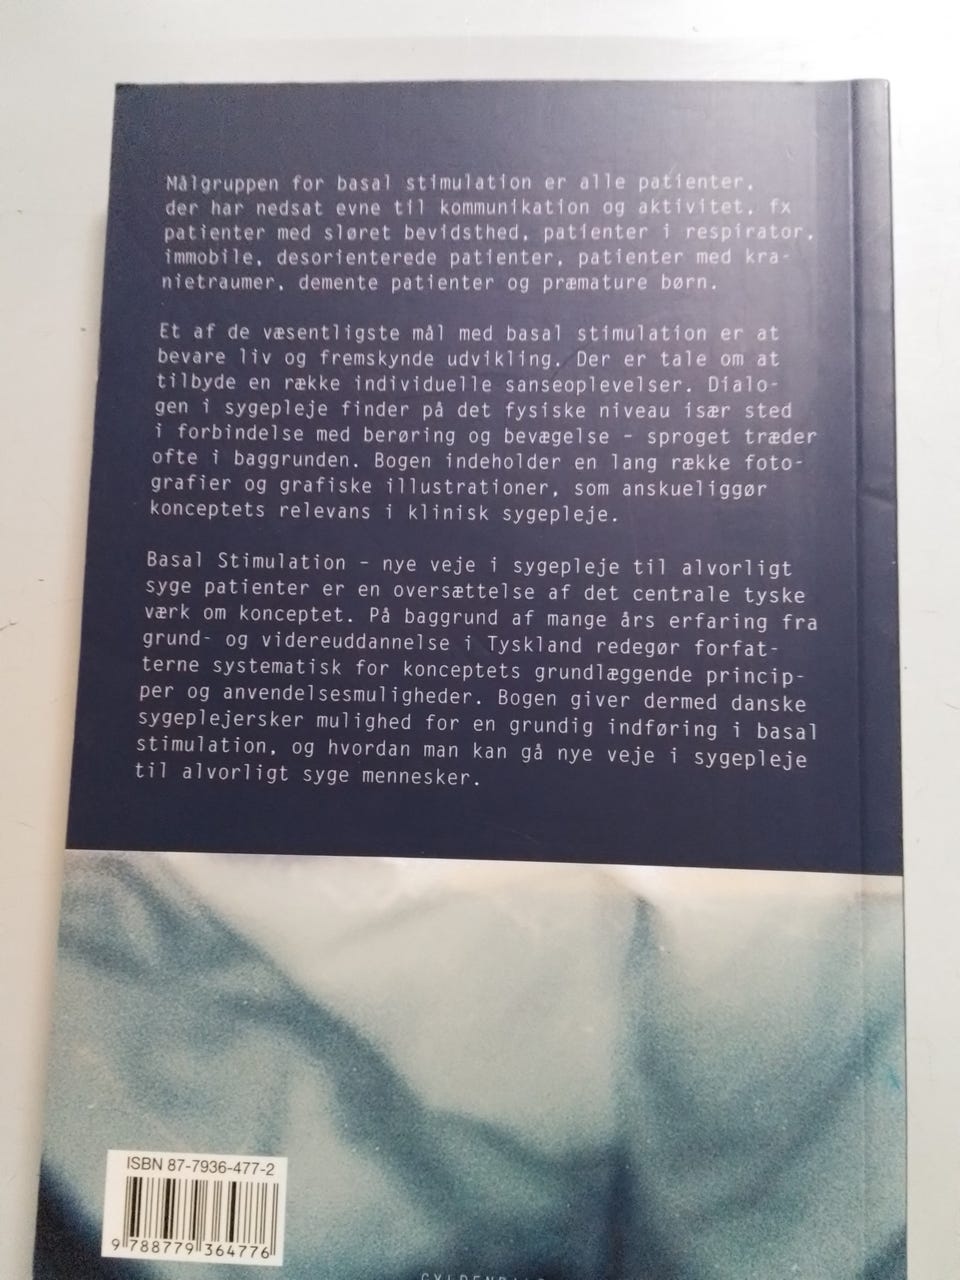 Målgruppen for basal stimulation er alle patienter,
der har nedsat evne til kommunikation og aktivitet, fx
patienter med sløret bevidsthed, patienter i respirator,
immobile, desorienterede patienter, patienter med kra-
nietraumer, demente patienter og præmature børn.
Et af de væsentligste mål med basal stimulation er at
bevare liv og fremskynde udvikling. Der er tale om at
tilbyde en række individuelle sanseoplevelser. Dialo-
gen i sygepleje finder på det fysiske niveau især sted
i forbindelse med berøring og bevægelse – sproget træder
ofte i baggrunden. Bogen indeholder en lang række foto-
grafier og grafiske illustrationer, som anskueliggør
konceptets relevans i klinisk sygepleje.
Basal Stimulation – nye veje i sygepleje til alvorligt
syge patienter er en oversættelse af det centrale tyske
værk om konceptet. På baggrund af mange års erfaring fra
grund- og videreuddannelse i Tyskland redegør forfat-
terne systematisk for konceptets grundlæggende princip-
per og anvendelsesmuligheder. Bogen giver dermed danske
sygeplejersker mulighed for en grundig indføring i basal
stimulation, og hvordan man kan gå nye veje i sygepleje
til alvorligt syge mennesker.
ISBN 87-7936-477-2
9 788779 364776